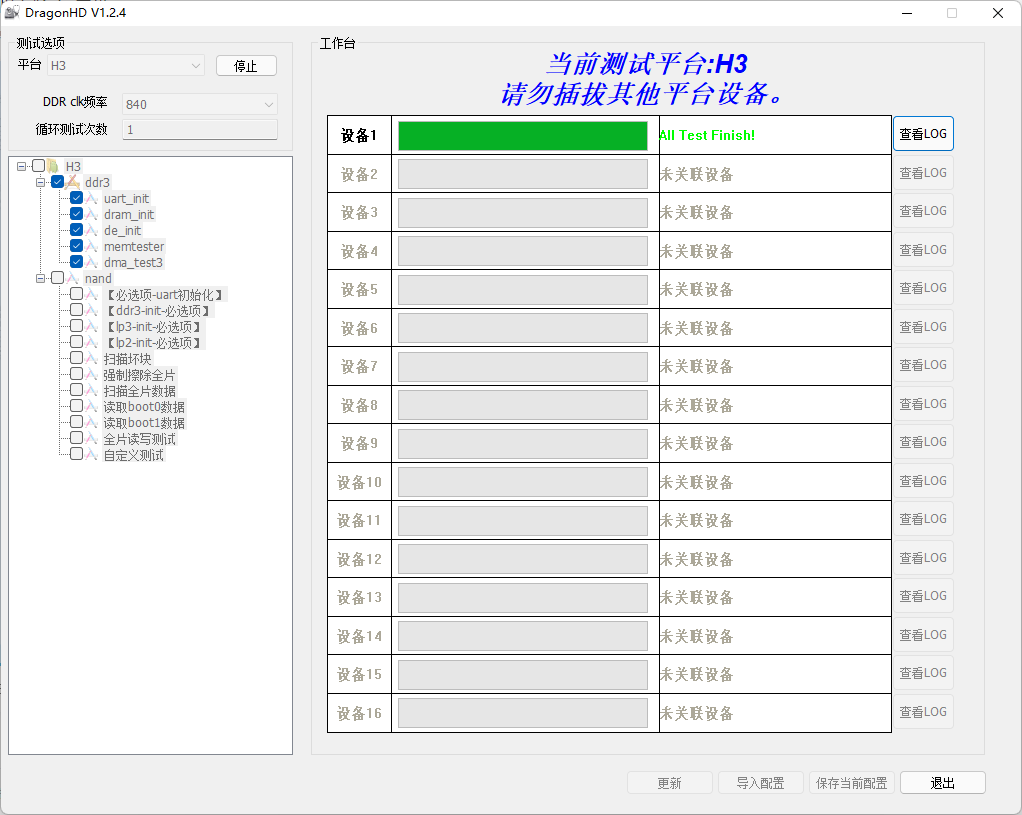 DragonHD V1.2.4
测试选项
平台 H3 停止
DDR clk频率 840
循环测试次数 1
H3
ddr3
uart_init
dram_init
de_init
memtester
dma_test3
nand
【必选项-uart初始化】
【ddr3-init-必选项】
【lp3-init-必选项】
【lp2-init-必选项】
扫描坏块
强制擦除全片
扫描全片数据
读取boot0数据
读取boot1数据
全片读写测试
自定义测试
工作台
当前测试平台:H3
请勿插拔其他平台设备。
设备1 All Test Finish! 查看LOG
设备2 未关联设备 查看LOG
设备3 未关联设备 查看LOG
设备4 未关联设备 查看LOG
设备5 未关联设备 查看LOG
设备6 未关联设备 查看LOG
设备7 未关联设备 查看LOG
设备8 未关联设备 查看LOG
设备9 未关联设备 查看LOG
设备10 未关联设备 查看LOG
设备11 未关联设备 查看LOG
设备12 未关联设备 查看LOG
设备13 未关联设备 查看LOG
设备14 未关联设备 查看LOG
设备15 未关联设备 查看LOG
设备16 未关联设备 查看LOG
更新 导入配置 保存当前配置 退出